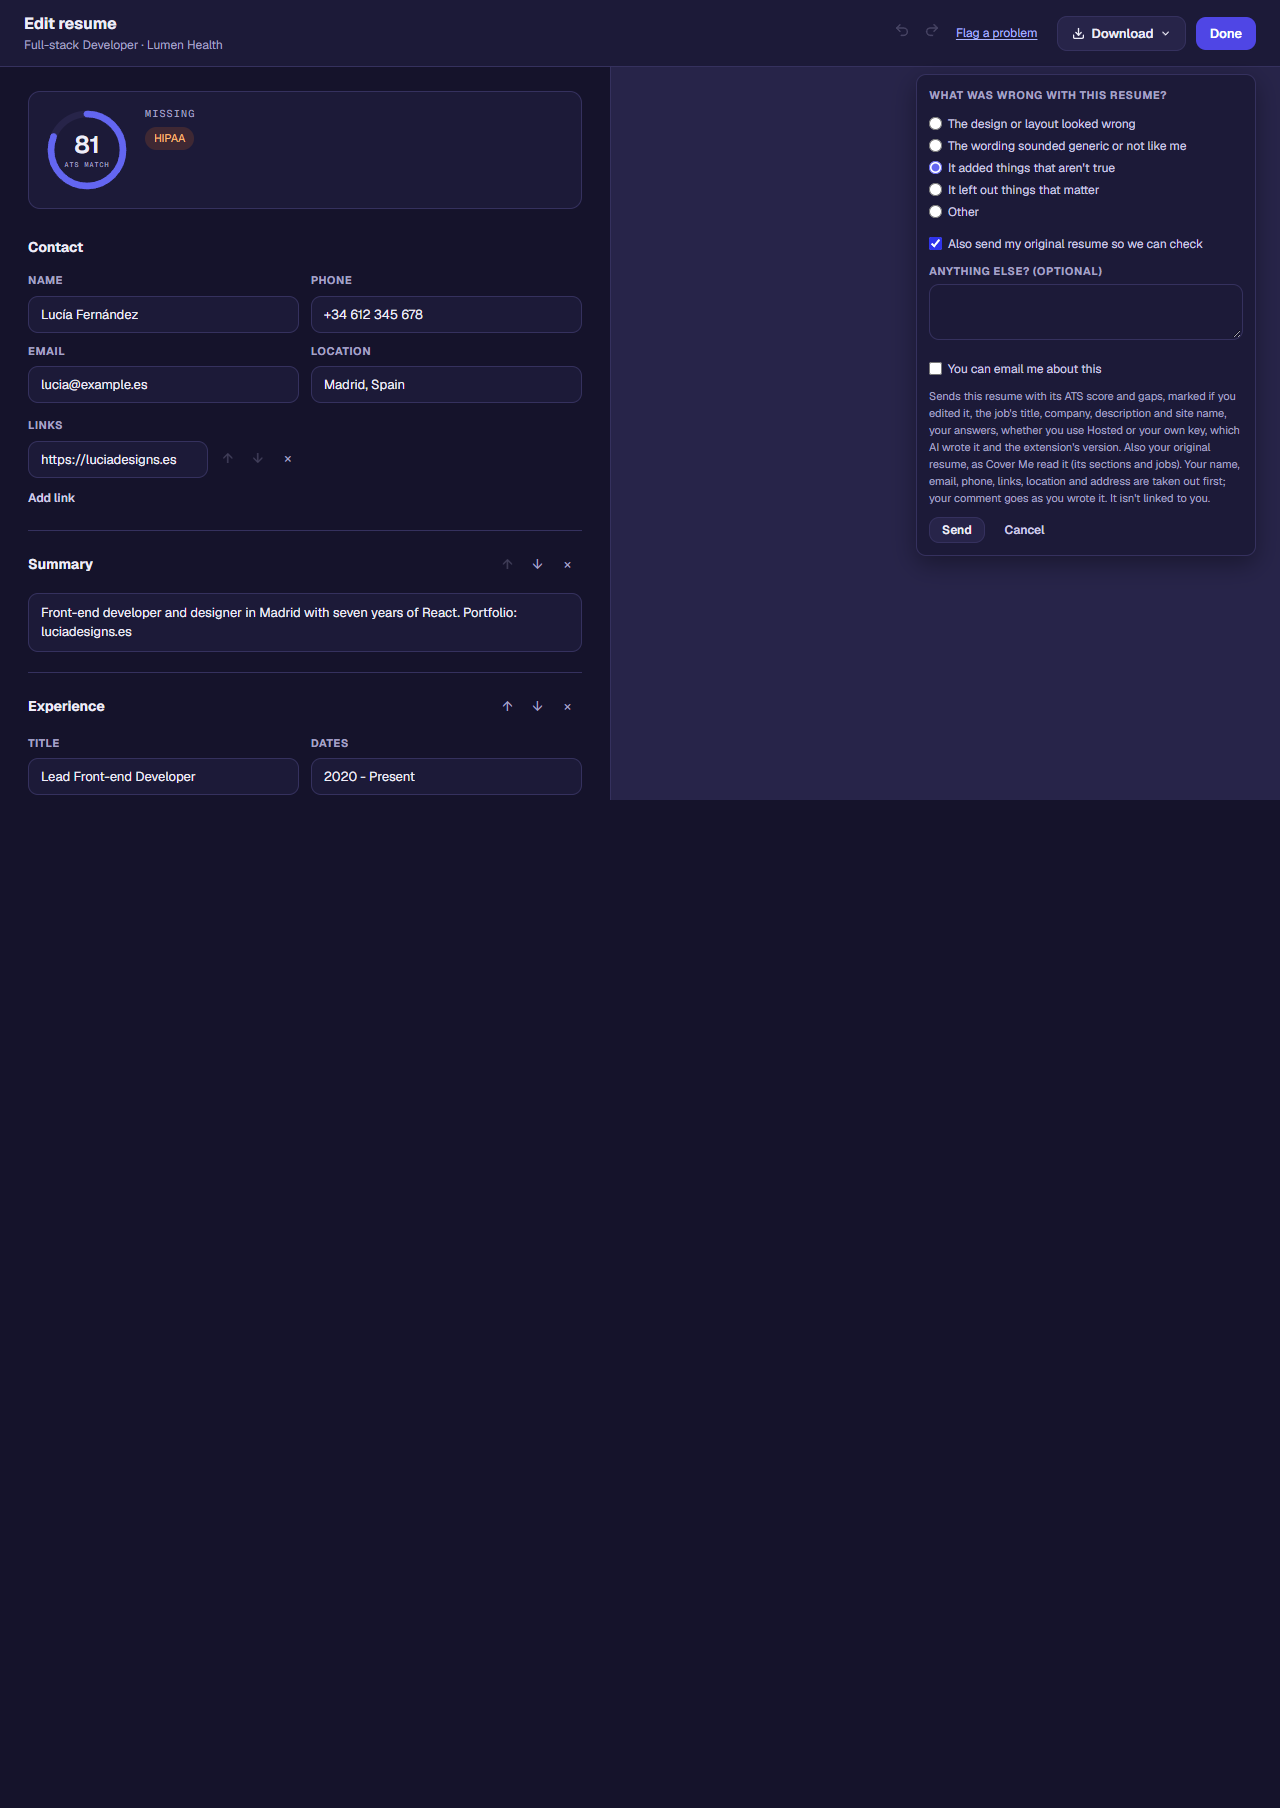 Edit resume
Full-stack Developer · Lumen Health
Flag a problem
Download
Done
81
ATS MATCH
MISSING
HIPAA
Contact
NAME
PHONE
Lucía Fernández
+34 612 345 678
EMAIL
LOCATION
lucia@example.es
Madrid, Spain
LINKS
https://luciadesigns.es
Add link
Summary
Front-end developer and designer in Madrid with seven years of React. Portfolio:
luciadesigns.es
Experience
TITLE
DATES
Lead Front-end Developer
2020 - Present
WHAT WAS WRONG WITH THIS RESUME?
The design or layout looked wrong
The wording sounded generic or not like me
It added things that aren't true
It left out things that matter
Other
Also send my original resume so we can check
ANYTHING ELSE? (OPTIONAL)
You can email me about this
Sends this resume with its ATS score and gaps, marked if you
edited it, the job's title, company, description and site name,
your answers, whether you use Hosted or your own key, which
AI wrote it and the extension's version. Also your original
resume, as Cover Me read it (its sections and jobs). Your name,
email, phone, links, location and address are taken out first;
your comment goes as you wrote it. It isn't linked to you.
Send
Cancel